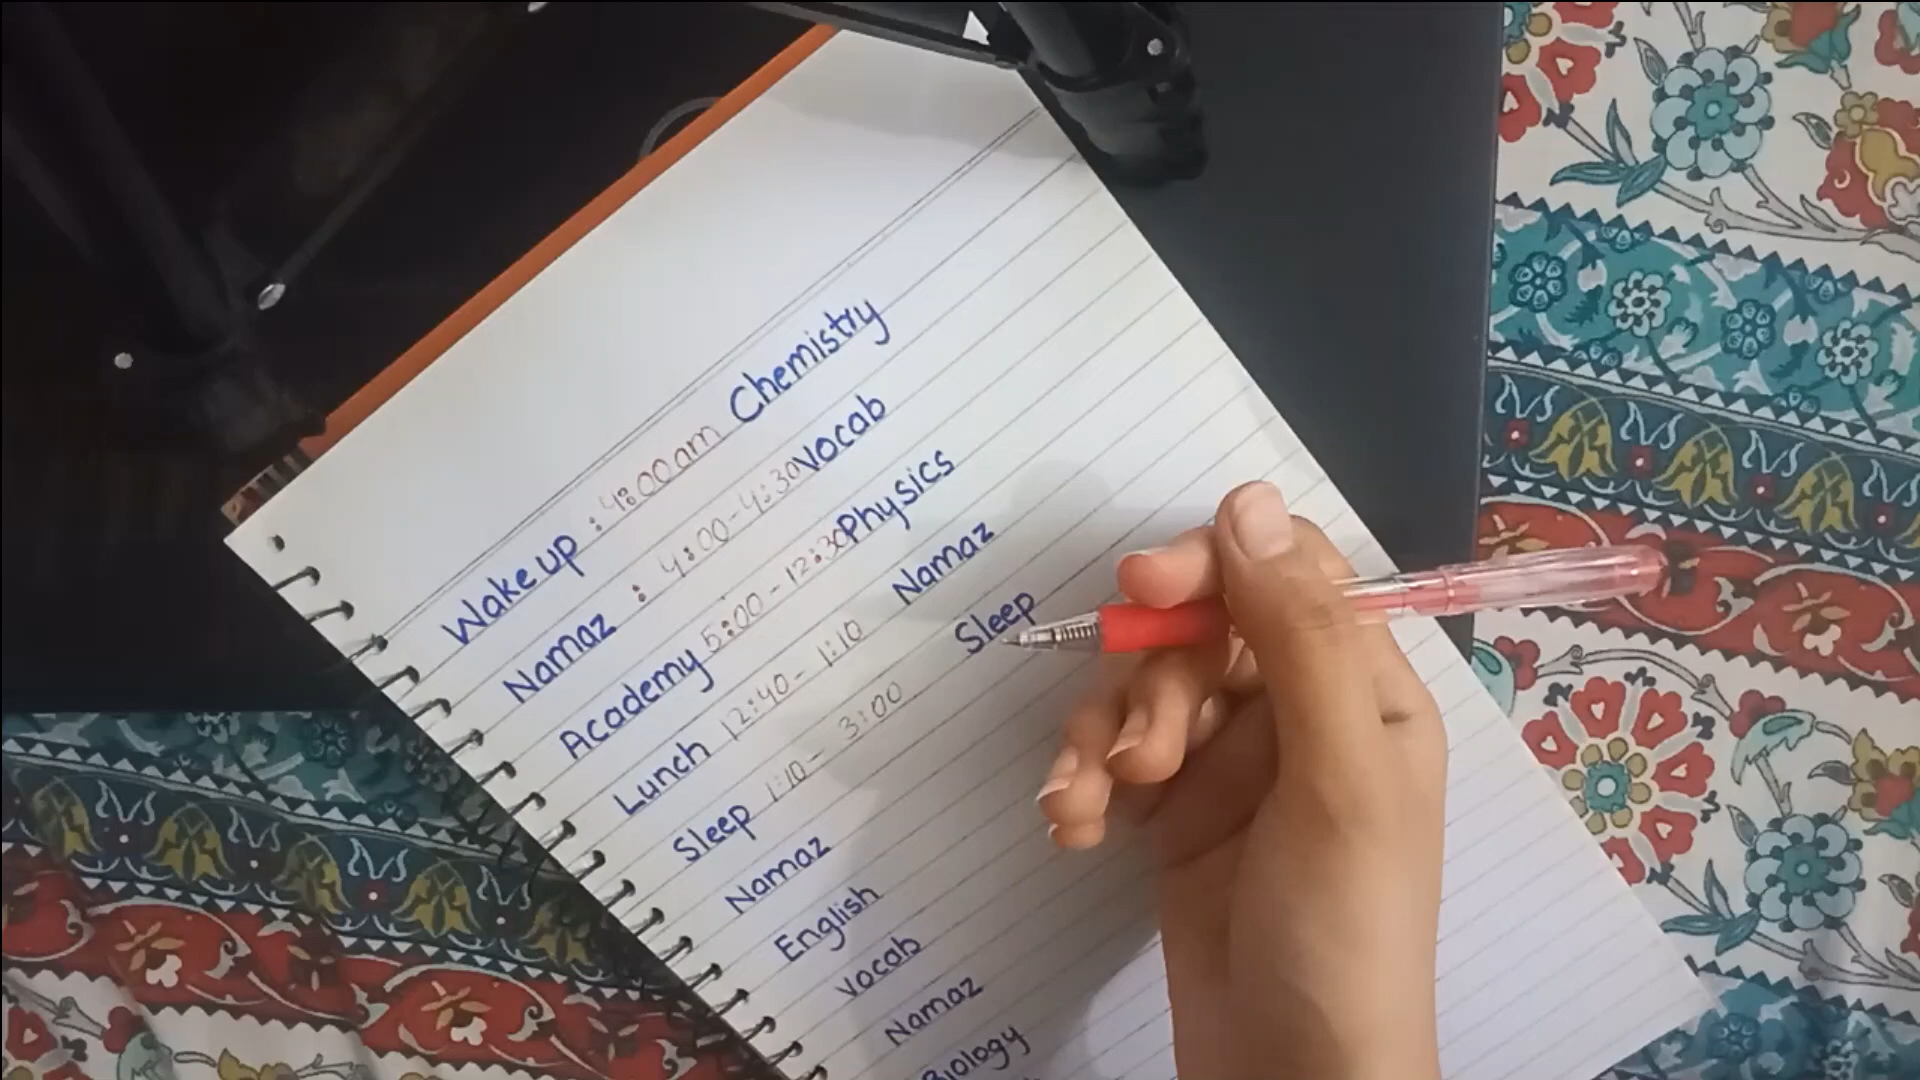 Wake up : 4:00 am Chemistry
Namaz : 4:00-4:30 Vocab
Academy 5:00-12:30 Physics
Lunch 12:40-1:10 Namaz
Sleep 1:10-3:00 Sleep
Namaz
English
Vocab
Namaz
Biology